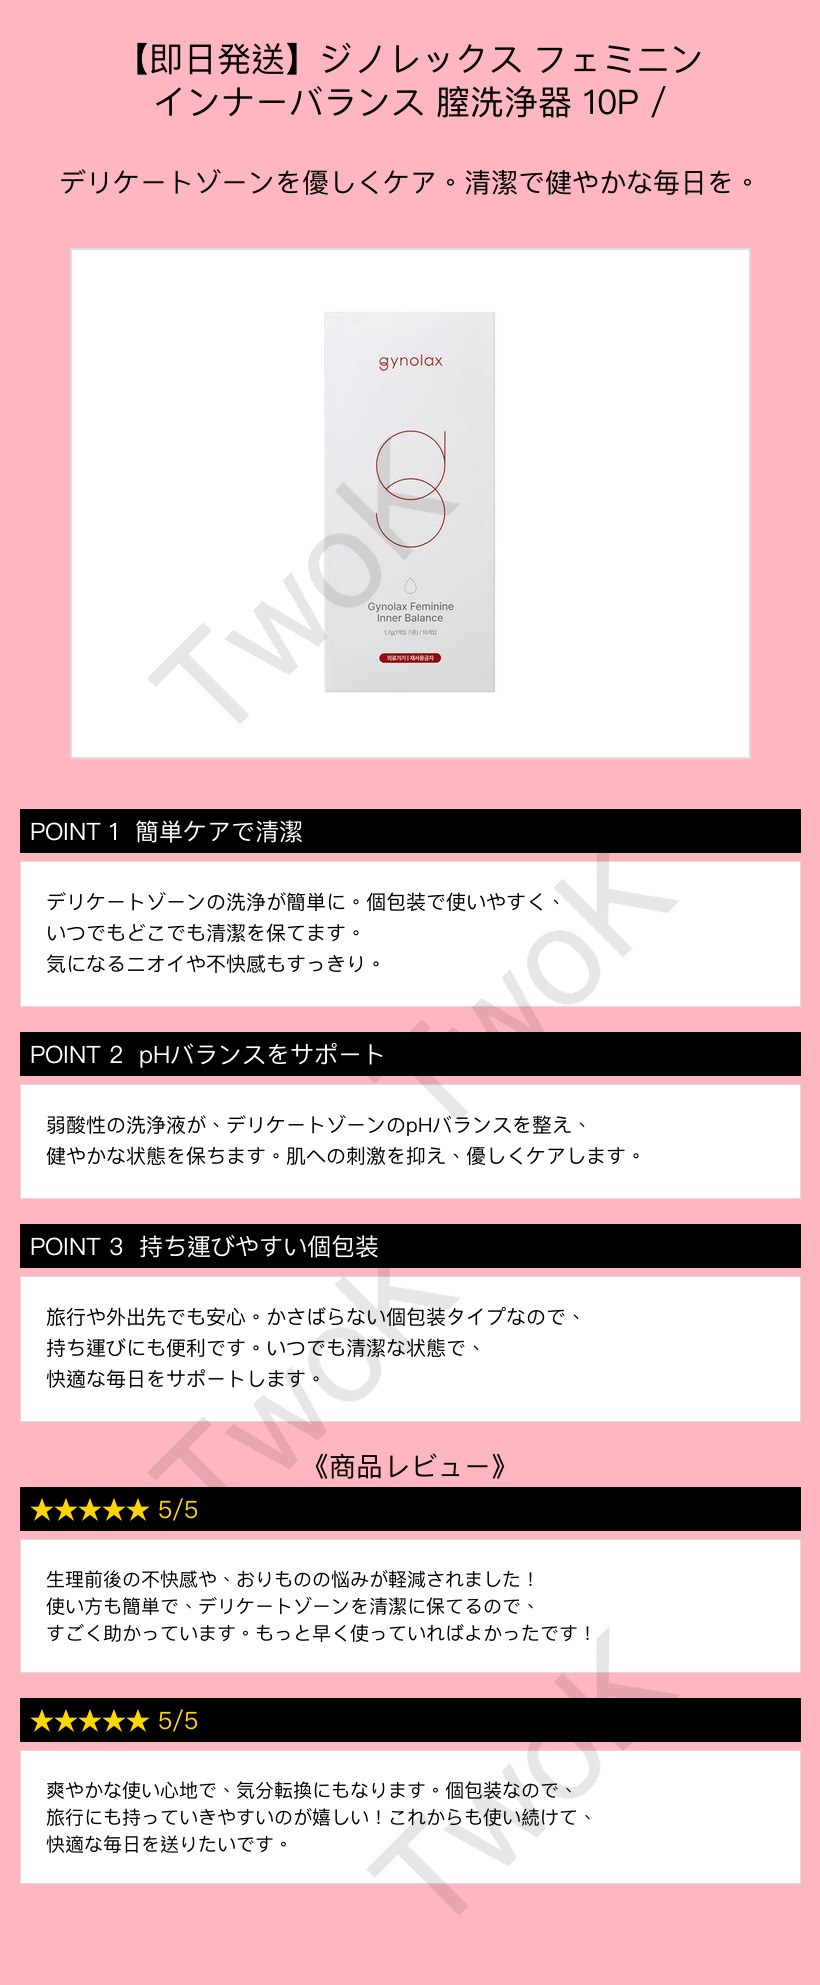 【即日発送】ジノレックス フェミニン
インナーバランス 膣洗浄器 10P /
デリケートゾーンを優しくケア。清潔で健やかな毎日を。
gynolax
Gynolax Feminine
Inner Balance
1.7g(1개입 기준) / 10개입
의료기기 | 재사용금지
TwoK
POINT 1 簡単ケアで清潔
デリケートゾーンの洗浄が簡単に。個包装で使いやすく、
いつでもどこでも清潔を保てます。
気になるニオイや不快感もすっきり。
TwoK
POINT 2 pHバランスをサポート
弱酸性の洗浄液が、デリケートゾーンのpHバランスを整え、
健やかな状態を保ちます。肌への刺激を抑え、優しくケアします。
POINT 3 持ち運びやすい個包装
旅行や外出先でも安心。かさばらない個包装タイプなので、
持ち運びにも便利です。いつでも清潔な状態で、
快適な毎日をサポートします。
TwoK
《商品レビュー》
★★★★★ 5/5
生理前後の不快感や、おりものの悩みが軽減されました！
使い方も簡単で、デリケートゾーンを清潔に保てるので、
すごく助かっています。もっと早く使っていればよかったです！
★★★★★ 5/5
爽やかな使い心地で、気分転換にもなります。個包装なので、
旅行にも持っていきやすいのが嬉しい！これからも使い続けて、
快適な毎日を送りたいです。
TwoK